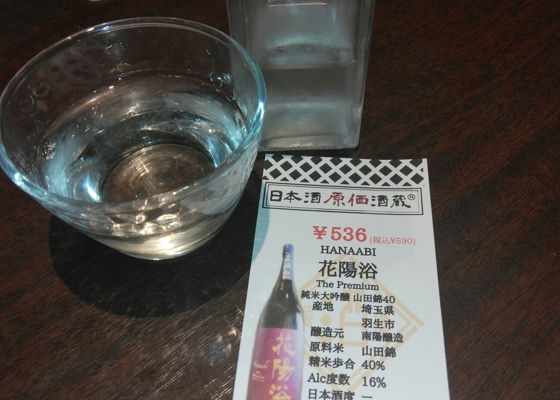 日本酒原価酒蔵®
¥536(税込¥590)
HANAABI
花陽浴
The Premium
純米大吟醸 山田錦40
産地 埼玉県
羽生市
醸造元 南陽醸造
原料米 山田錦
精米歩合 40%
Alc度数 16%
日本酒度 ー
花陽浴